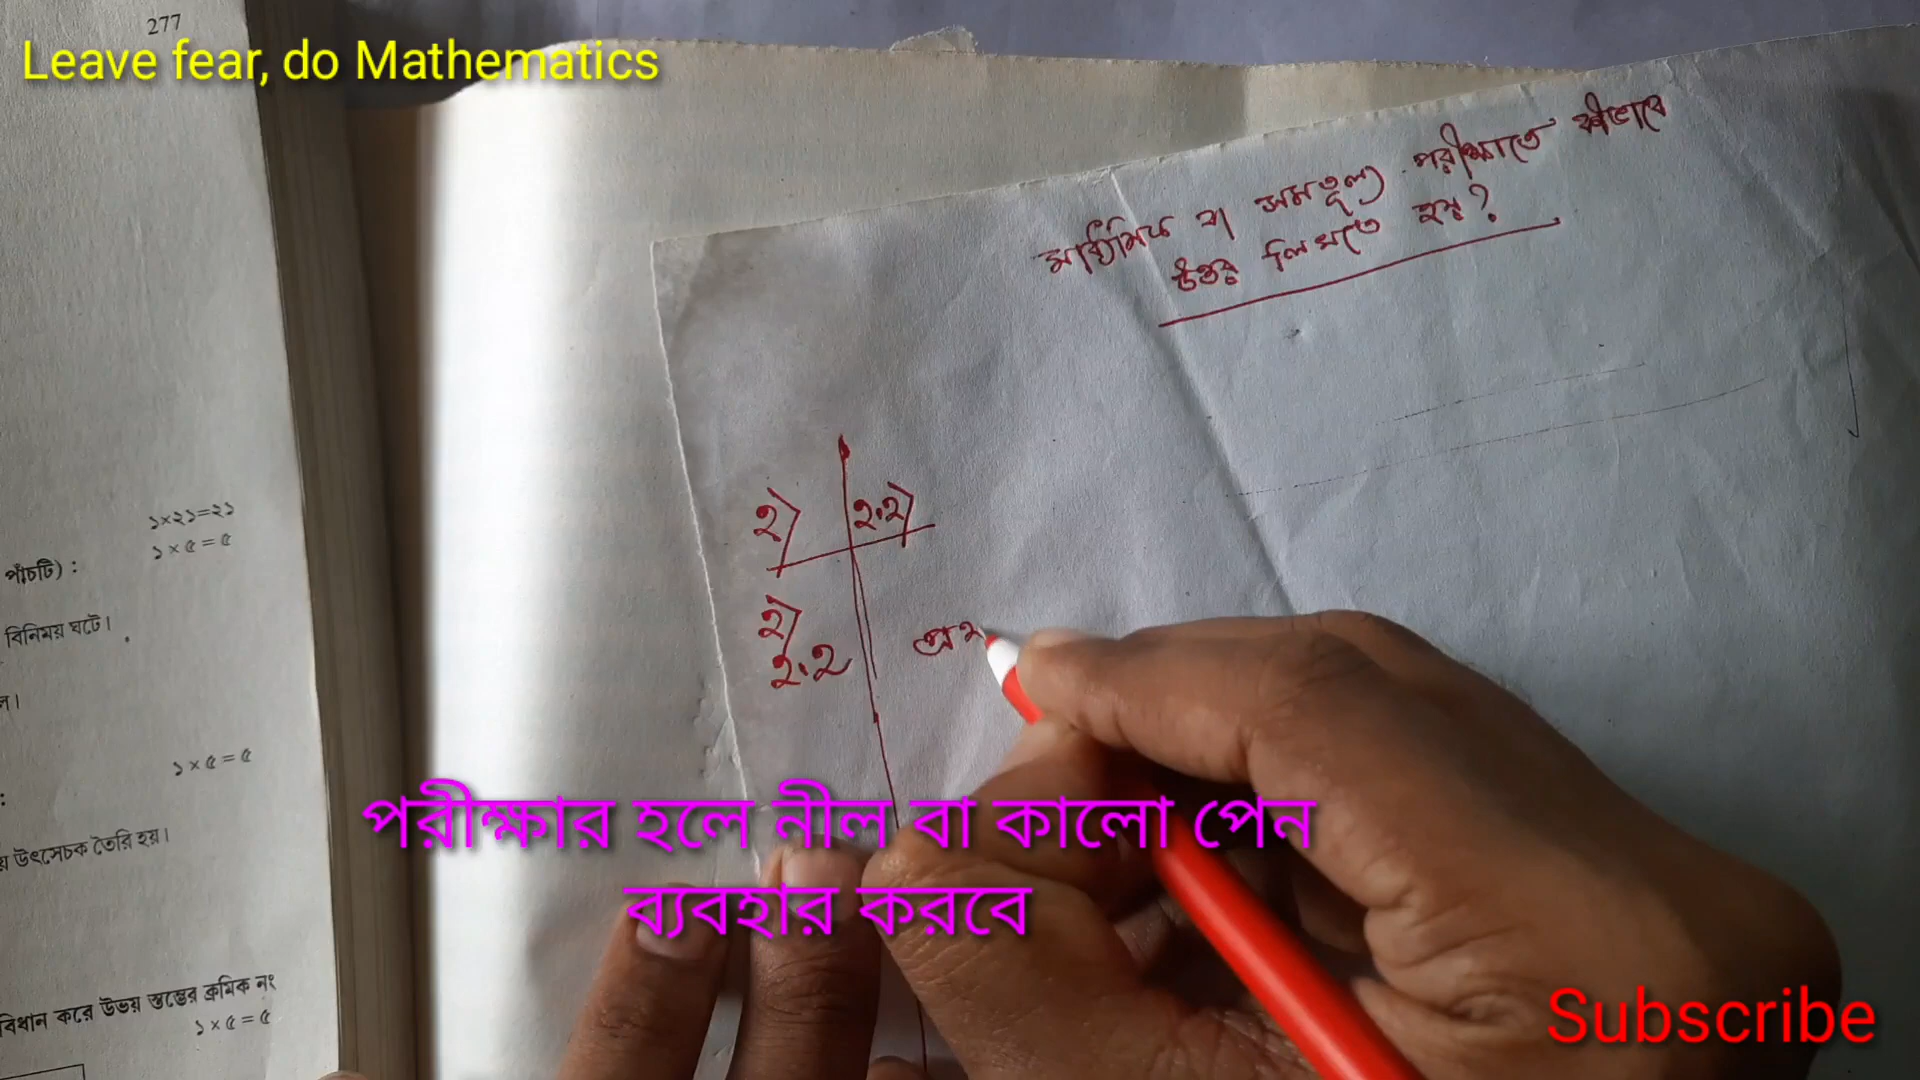 277
Leave fear, do Mathematics
মাধ্যমিক বা সমতুল্য পরীক্ষাতে কীভাবে
উত্তর লিখতে হয়?
১×২১=২১
১×৫=৫
পাঁচটি) :
বিনিময় ঘটে।
১×৫=৫
:
উৎসেচক তৈরি হয়।
বিধান করে উভয় স্তম্ভের ক্রমিক নং
১×৫=৫
২) ২.২)
২)
২.২
পরীক্ষার হলে নীল বা কালো পেন
ব্যবহার করবে
Subscribe